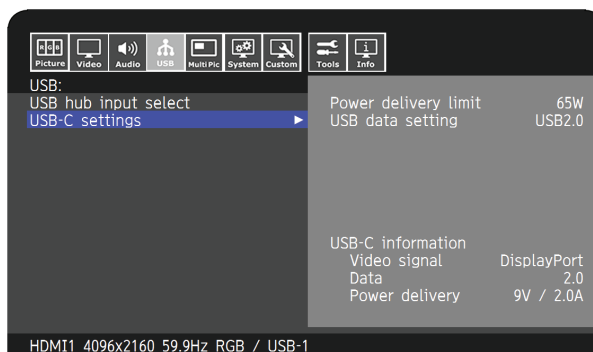 R G B
Picture Video Audio USB Multi Pic System Custom Tools Info
USB:
USB hub input select
USB-C settings
Power delivery limit 65W
USB data setting USB2.0
USB-C information
Video signal DisplayPort
Data 2.0
Power delivery 9V / 2.0A
HDMI1 4096x2160 59.9Hz RGB / USB-1